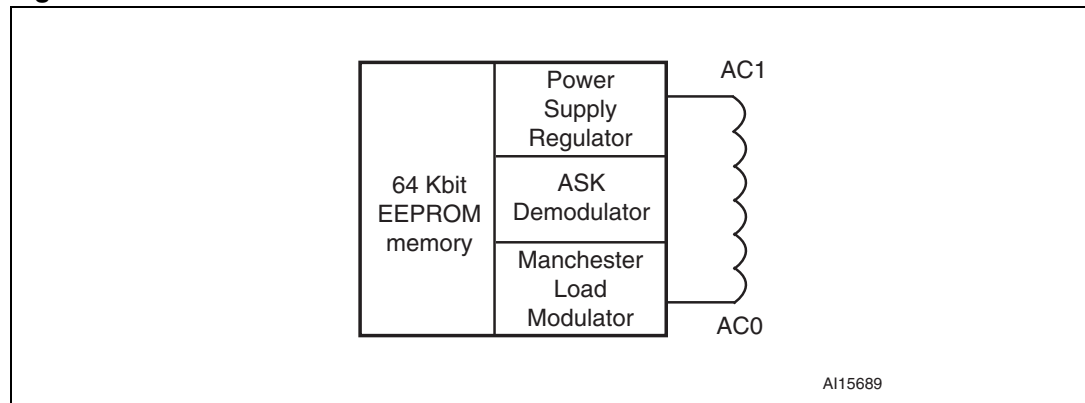 64 Kbit
EEPROM
memory
Power
Supply
Regulator
ASK
Demodulator
Manchester
Load
Modulator
AC1
AC0
AI15689